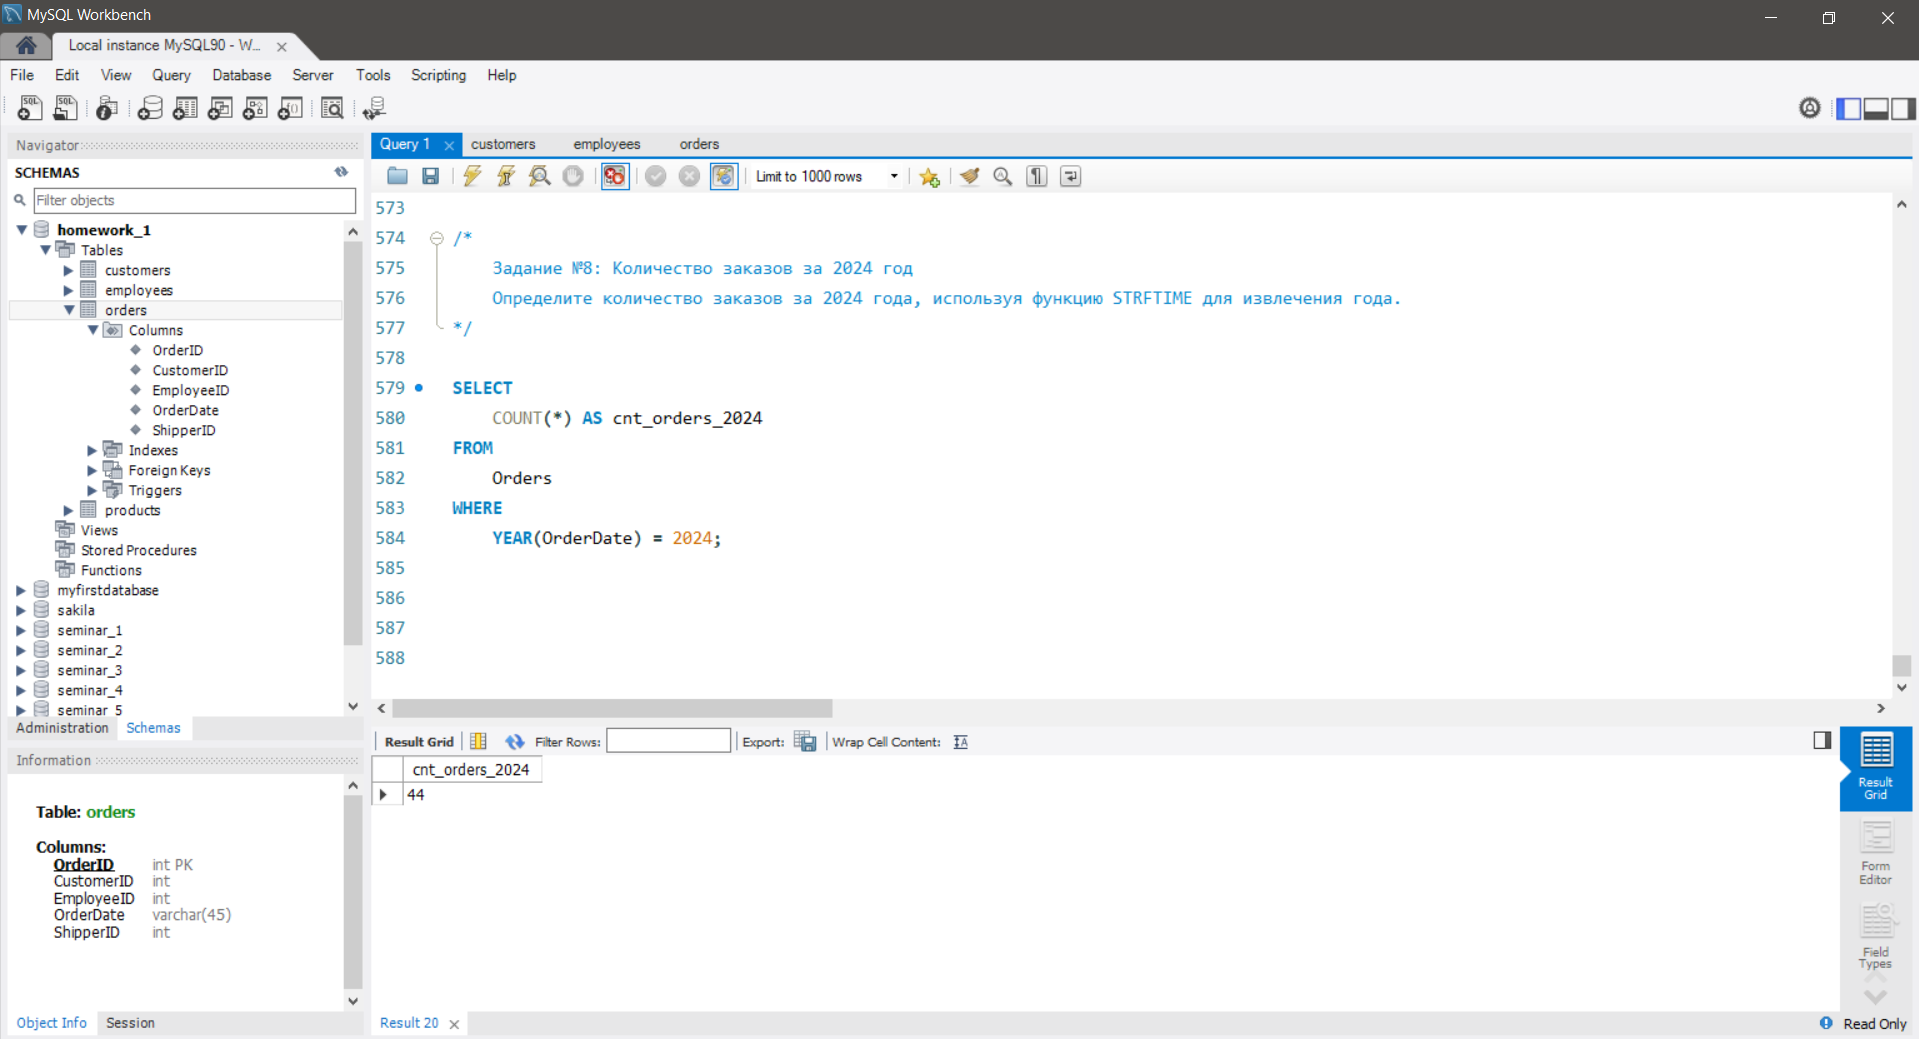 MySQL Workbench
Local instance MySQL90 - W...
File Edit View Query Database Server Tools Scripting Help
Navigator
SCHEMAS
Filter objects
homework_1
Tables
customers
employees
orders
Columns
OrderID
CustomerID
EmployeeID
OrderDate
ShipperID
Indexes
Foreign Keys
Triggers
products
Views
Stored Procedures
Functions
myfirstdatabase
sakila
seminar_1
seminar_2
seminar_3
seminar_4
seminar_5
Administration Schemas
Information
Table: orders
Columns:
OrderID int PK
CustomerID int
EmployeeID int
OrderDate varchar(45)
ShipperID int
Object Info Session
Query 1 customers employees orders
Limit to 1000 rows
573
574 /*
575 Задание №8: Количество заказов за 2024 год
576 Определите количество заказов за 2024 года, используя функцию STRFTIME для извлечения года.
577 */
578
579 SELECT
580 COUNT(*) AS cnt_orders_2024
581 FROM
582 Orders
583 WHERE
584 YEAR(OrderDate) = 2024;
585
586
587
588
Result Grid Filter Rows: Export: Wrap Cell Content:
cnt_orders_2024
44
Result
Grid
Form
Editor
Field
Types
Result 20
Read Only